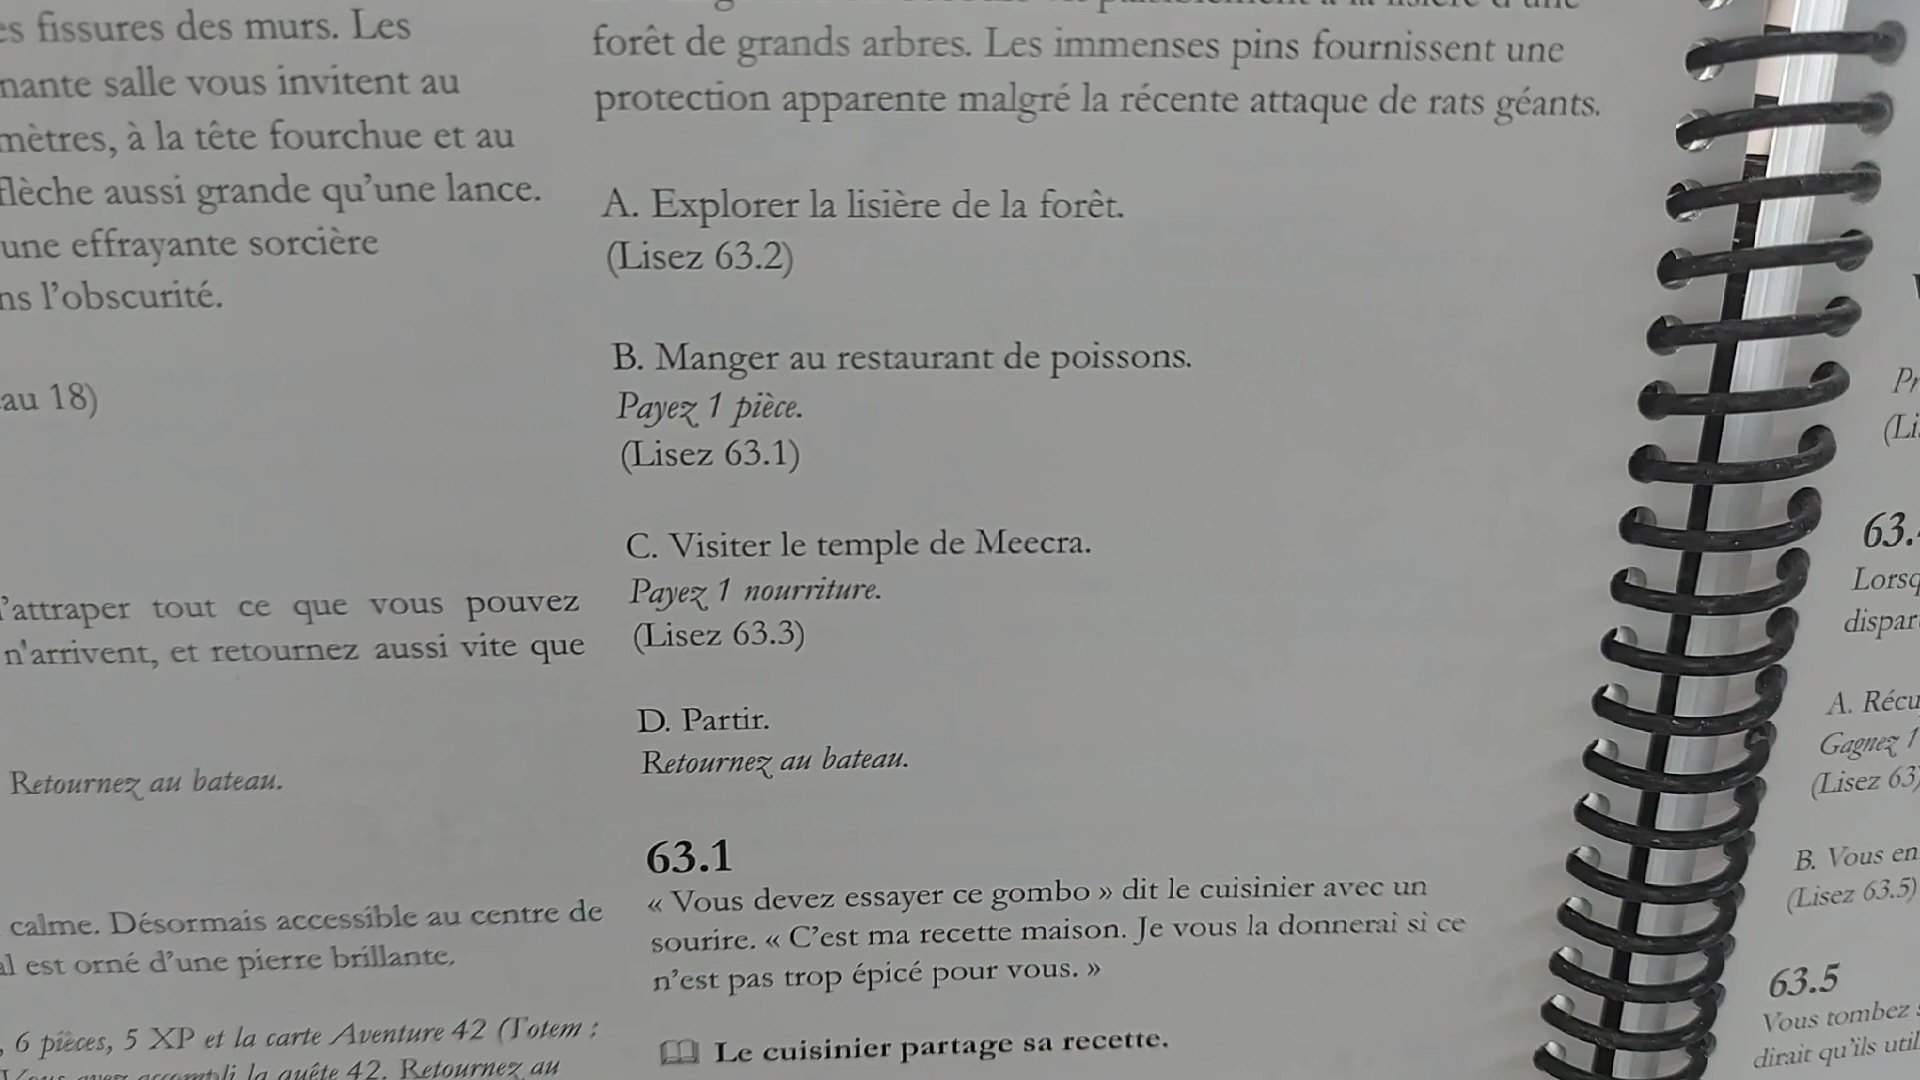 es fissures des murs. Les
nante salle vous invitent au
mètres, à la tête fourchue et au
flèche aussi grande qu'une lance.
une effrayante sorcière
ns l'obscurité.
au 18)
'attraper tout ce que vous pouvez
n'arrivent, et retournez aussi vite que
Retournez au bateau.
calme. Désormais accessible au centre de
al est orné d'une pierre brillante,
, 6 pièces, 5 XP et la carte Aventure 42 (Totem :
la quête 42. Retournez au
forêt de grands arbres. Les immenses pins fournissent une
protection apparente malgré la récente attaque de rats géants.
A. Explorer la lisière de la forêt.
(Lisez 63.2)
B. Manger au restaurant de poissons.
Payez 1 pièce.
(Lisez 63.1)
C. Visiter le temple de Meecra.
Payez 1 nourriture.
(Lisez 63.3)
D. Partir.
Retournez au bateau.
63.1
« Vous devez essayer ce gombo » dit le cuisinier avec un
sourire. « C'est ma recette maison. Je vous la donnerai si ce
n'est pas trop épicé pour vous. »
Le cuisinier partage sa recette.
Pr
(Li
63.
Lorsq
dispar
A. Récu
Gagnez 1
(Lisez 63)
B. Vous en
(Lisez 63.5)
63.5
Vous tombez
dirait qu'ils util